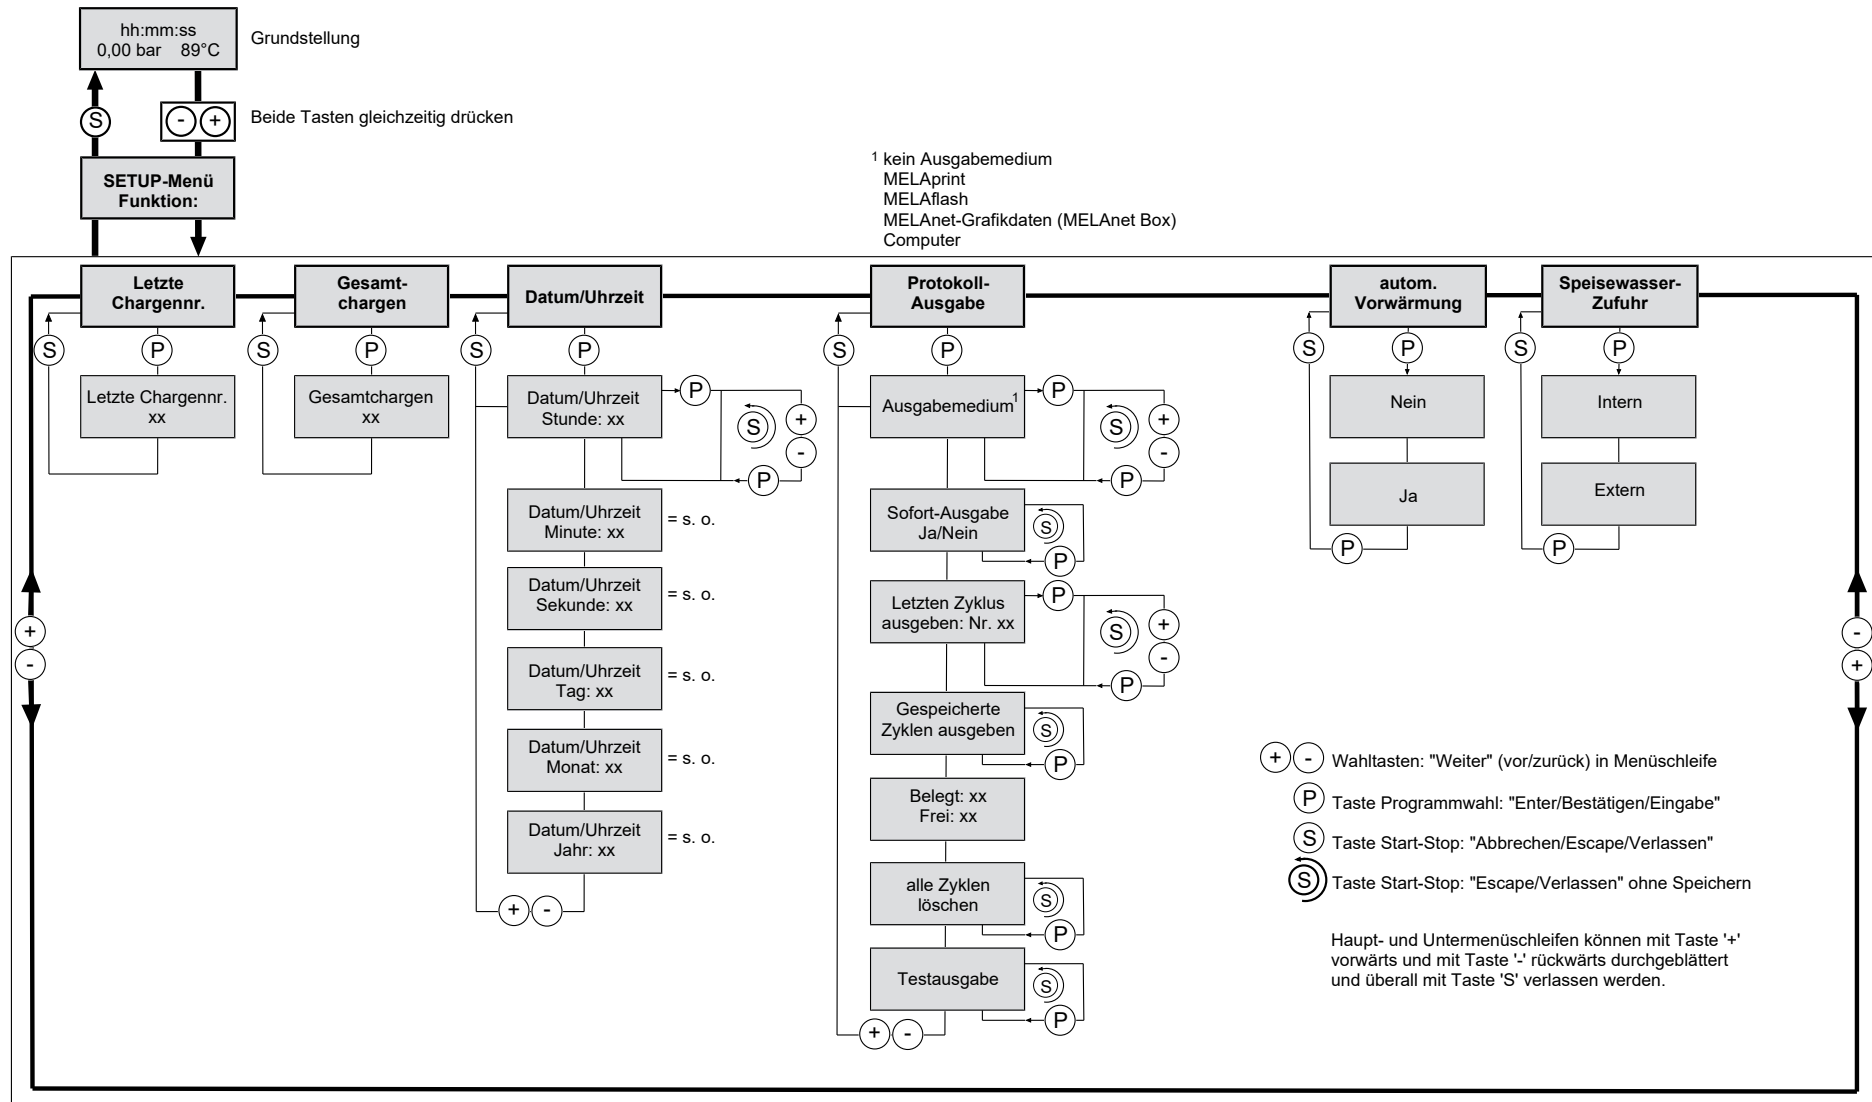 hh:mm:ss
0,00 bar 89°C
Grundstellung
S
- +
Beide Tasten gleichzeitig drücken
SETUP-Menü
Funktion:
1 kein Ausgabemedium
MELAprint
MELAflash
MELAnet-Grafikdaten (MELAnet Box)
Computer
Letzte
Chargennr.
S
P
Letzte Chargennr.
xx
Gesamt-
chargen
S
P
Gesamtchargen
xx
Datum/Uhrzeit
S
P
Datum/Uhrzeit
Stunde: xx
P
S
+
-
P
Datum/Uhrzeit
Minute: xx
= s. o.
Datum/Uhrzeit
Sekunde: xx
= s. o.
Datum/Uhrzeit
Tag: xx
= s. o.
Datum/Uhrzeit
Monat: xx
= s. o.
Datum/Uhrzeit
Jahr: xx
= s. o.
+ -
Protokoll-
Ausgabe
S
P
Ausgabemedium1
P
S
+
-
P
Sofort-Ausgabe
Ja/Nein
S
P
Letzten Zyklus
ausgeben: Nr. xx
P
S
+
-
P
Gespeicherte
Zyklen ausgeben
S
P
Belegt: xx
Frei: xx
alle Zyklen
löschen
S
P
Testausgabe
S
P
+ -
autom.
Vorwärmung
S
P
Nein
Ja
P
Speisewasser-
Zufuhr
S
P
Intern
Extern
P
+
-
-
+
+ - Wahltasten: "Weiter" (vor/zurück) in Menüschleife
P Taste Programmwahl: "Enter/Bestätigen/Eingabe"
S Taste Start-Stop: "Abbrechen/Escape/Verlassen"
S Taste Start-Stop: "Escape/Verlassen" ohne Speichern
Haupt- und Untermenüschleifen können mit Taste '+'
vorwärts und mit Taste '-' rückwärts durchgeblättert
und überall mit Taste 'S' verlassen werden.